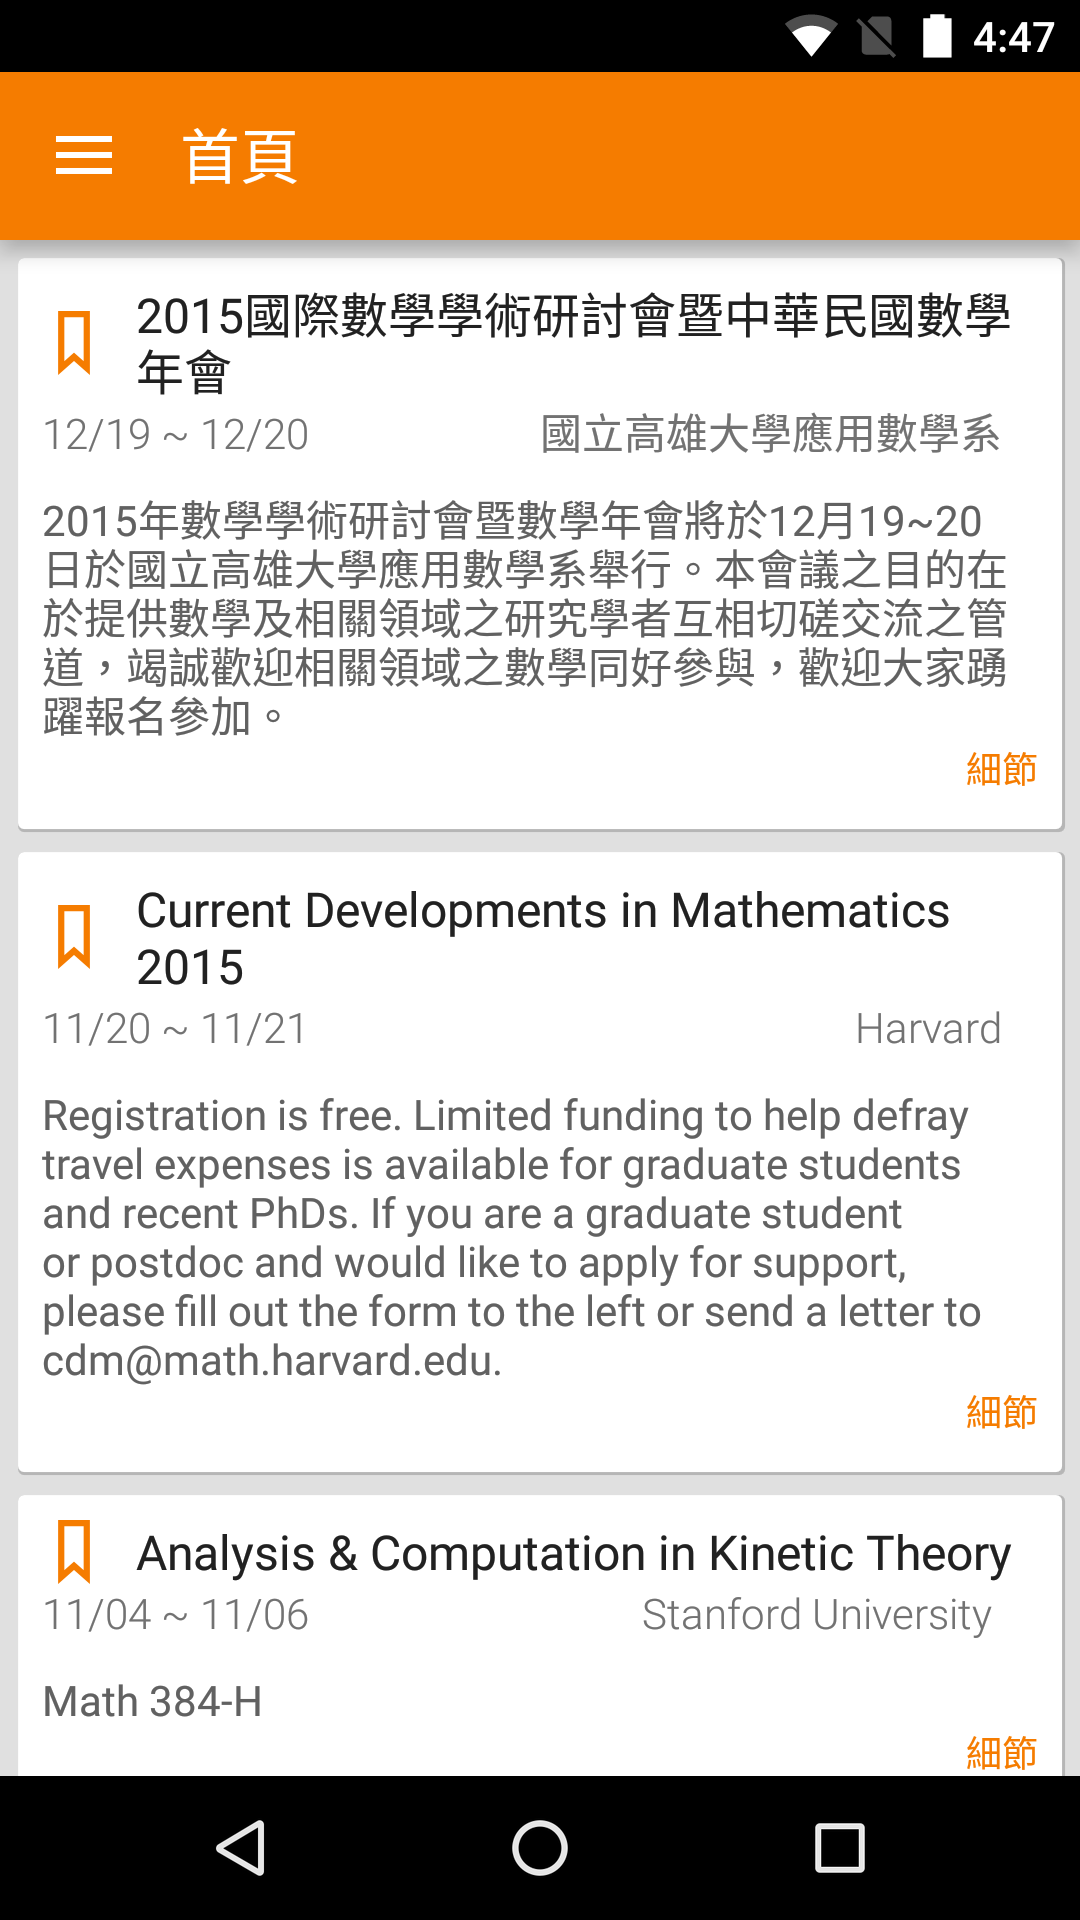 4:47
首頁
2015國際數學學術研討會暨中華民國數學
年會
12/19 ~ 12/20 國立高雄大學應用數學系
2015年數學學術研討會暨數學年會將於12月19~20
日於國立高雄大學應用數學系舉行。本會議之目的在
於提供數學及相關領域之研究學者互相切磋交流之管
道，竭誠歡迎相關領域之數學同好參與，歡迎大家踴
躍報名參加。
細節
Current Developments in Mathematics
2015
11/20 ~ 11/21 Harvard
Registration is free. Limited funding to help defray
travel expenses is available for graduate students
and recent PhDs. If you are a graduate student
or postdoc and would like to apply for support,
please fill out the form to the left or send a letter to
cdm@math.harvard.edu.
細節
Analysis & Computation in Kinetic Theory
11/04 ~ 11/06 Stanford University
Math 384-H
細節